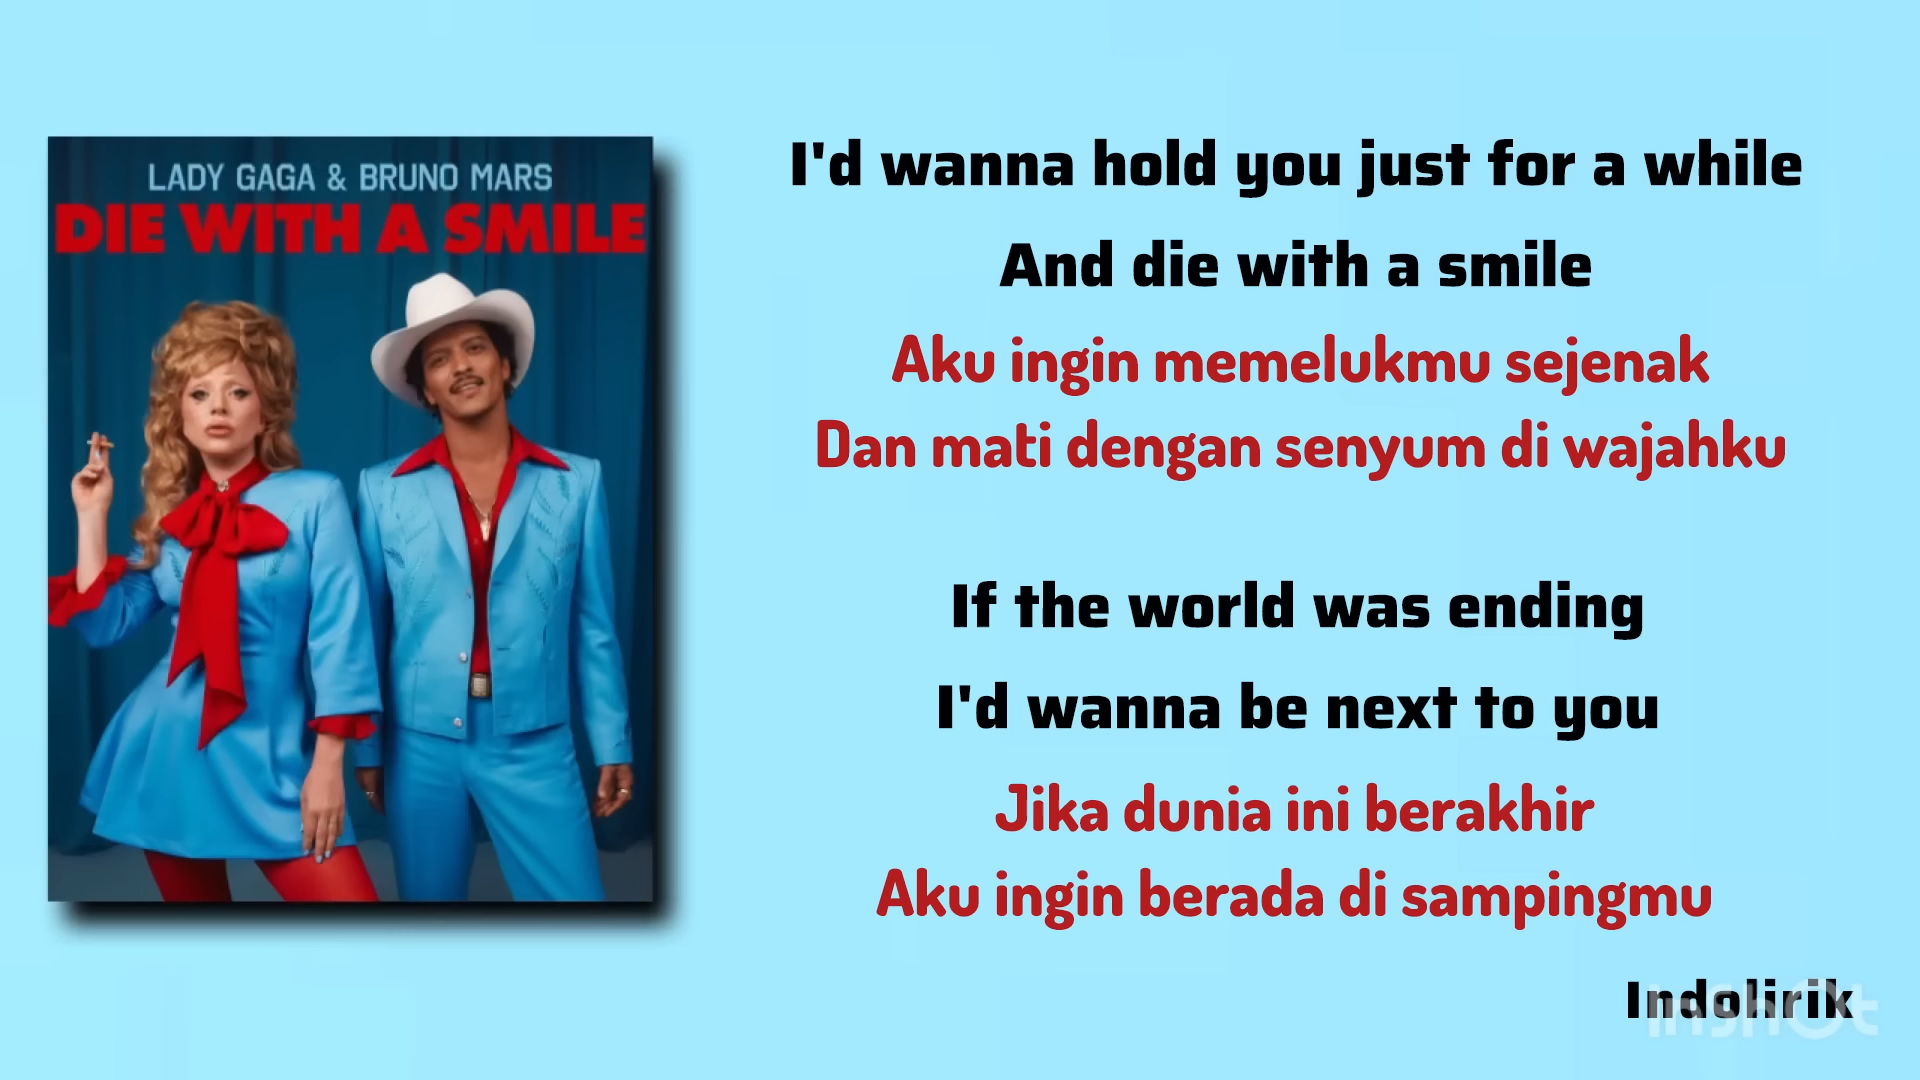 LADY GAGA & BRUNO MARS
DIE WITH A SMILE
I'd wanna hold you just for a while
And die with a smile
Aku ingin memelukmu sejenak
Dan mati dengan senyum di wajahku
If the world was ending
I'd wanna be next to you
Jika dunia ini berakhir
Aku ingin berada di sampingmu
Indolirik
InShOt